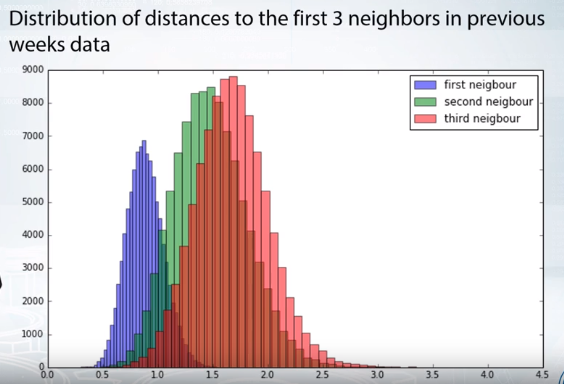 Distribution of distances to the first 3 neighbors in previous
weeks data
9000
8000
7000
6000
5000
4000
3000
2000
1000
0
first neigbour
second neigbour
third neigbour
0.0 0.5 1.0 1.5 2.0 2.5 3.0 3.5 4.0 4.5